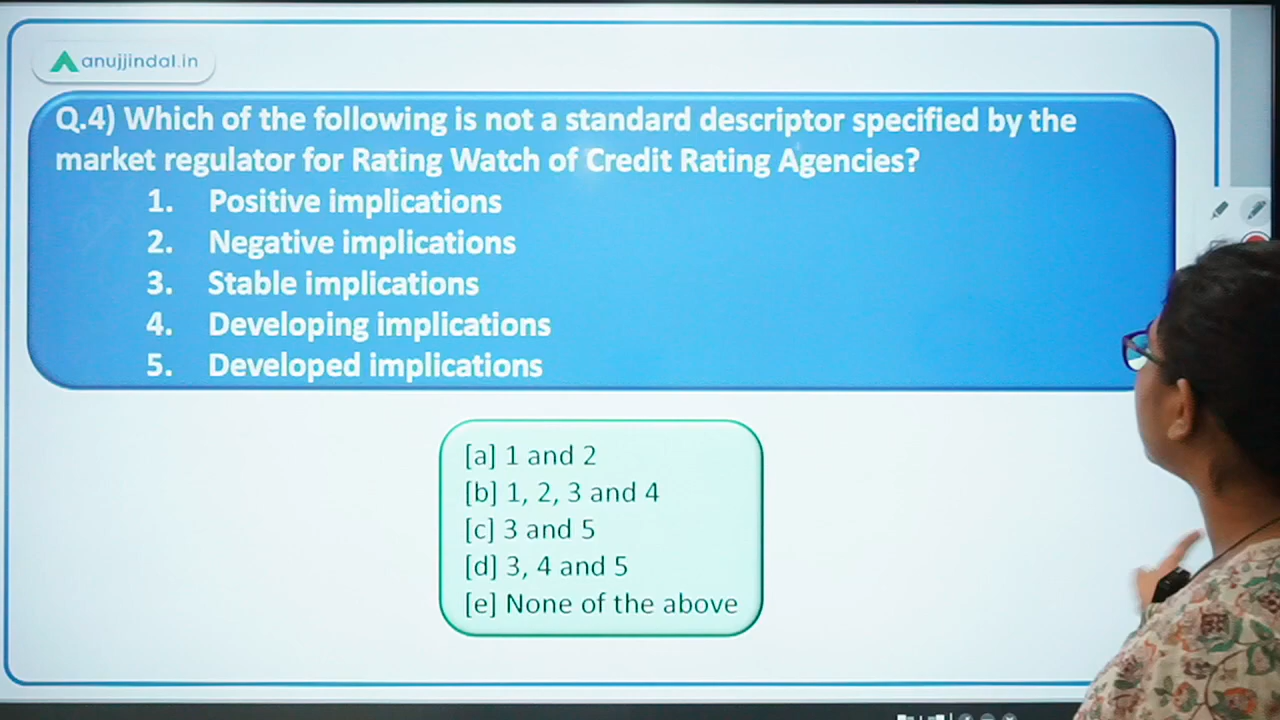 anujjindal.in
Q.4) Which of the following is not a standard descriptor specified by the
market regulator for Rating Watch of Credit Rating Agencies?
1. Positive implications
2. Negative implications
3. Stable implications
4. Developing implications
5. Developed implications
[a] 1 and 2
[b] 1, 2, 3 and 4
[c] 3 and 5
[d] 3, 4 and 5
[e] None of the above